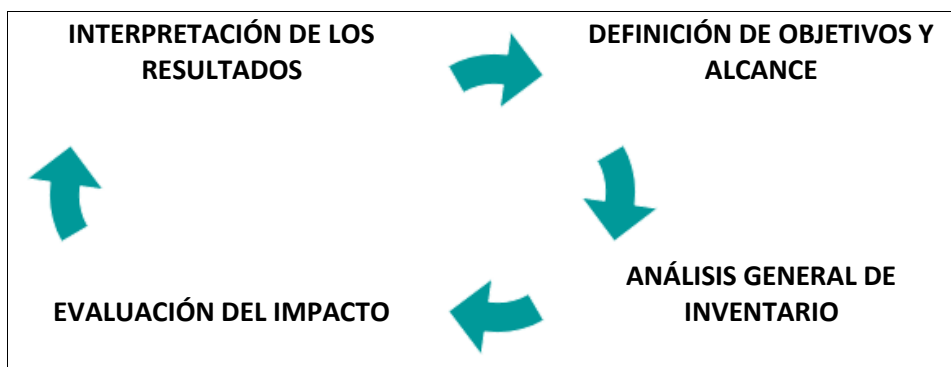 INTERPRETACIÓN DE LOS
RESULTADOS
DEFINICIÓN DE OBJETIVOS Y
ALCANCE
ANÁLISIS GENERAL DE
INVENTARIO
EVALUACIÓN DEL IMPACTO